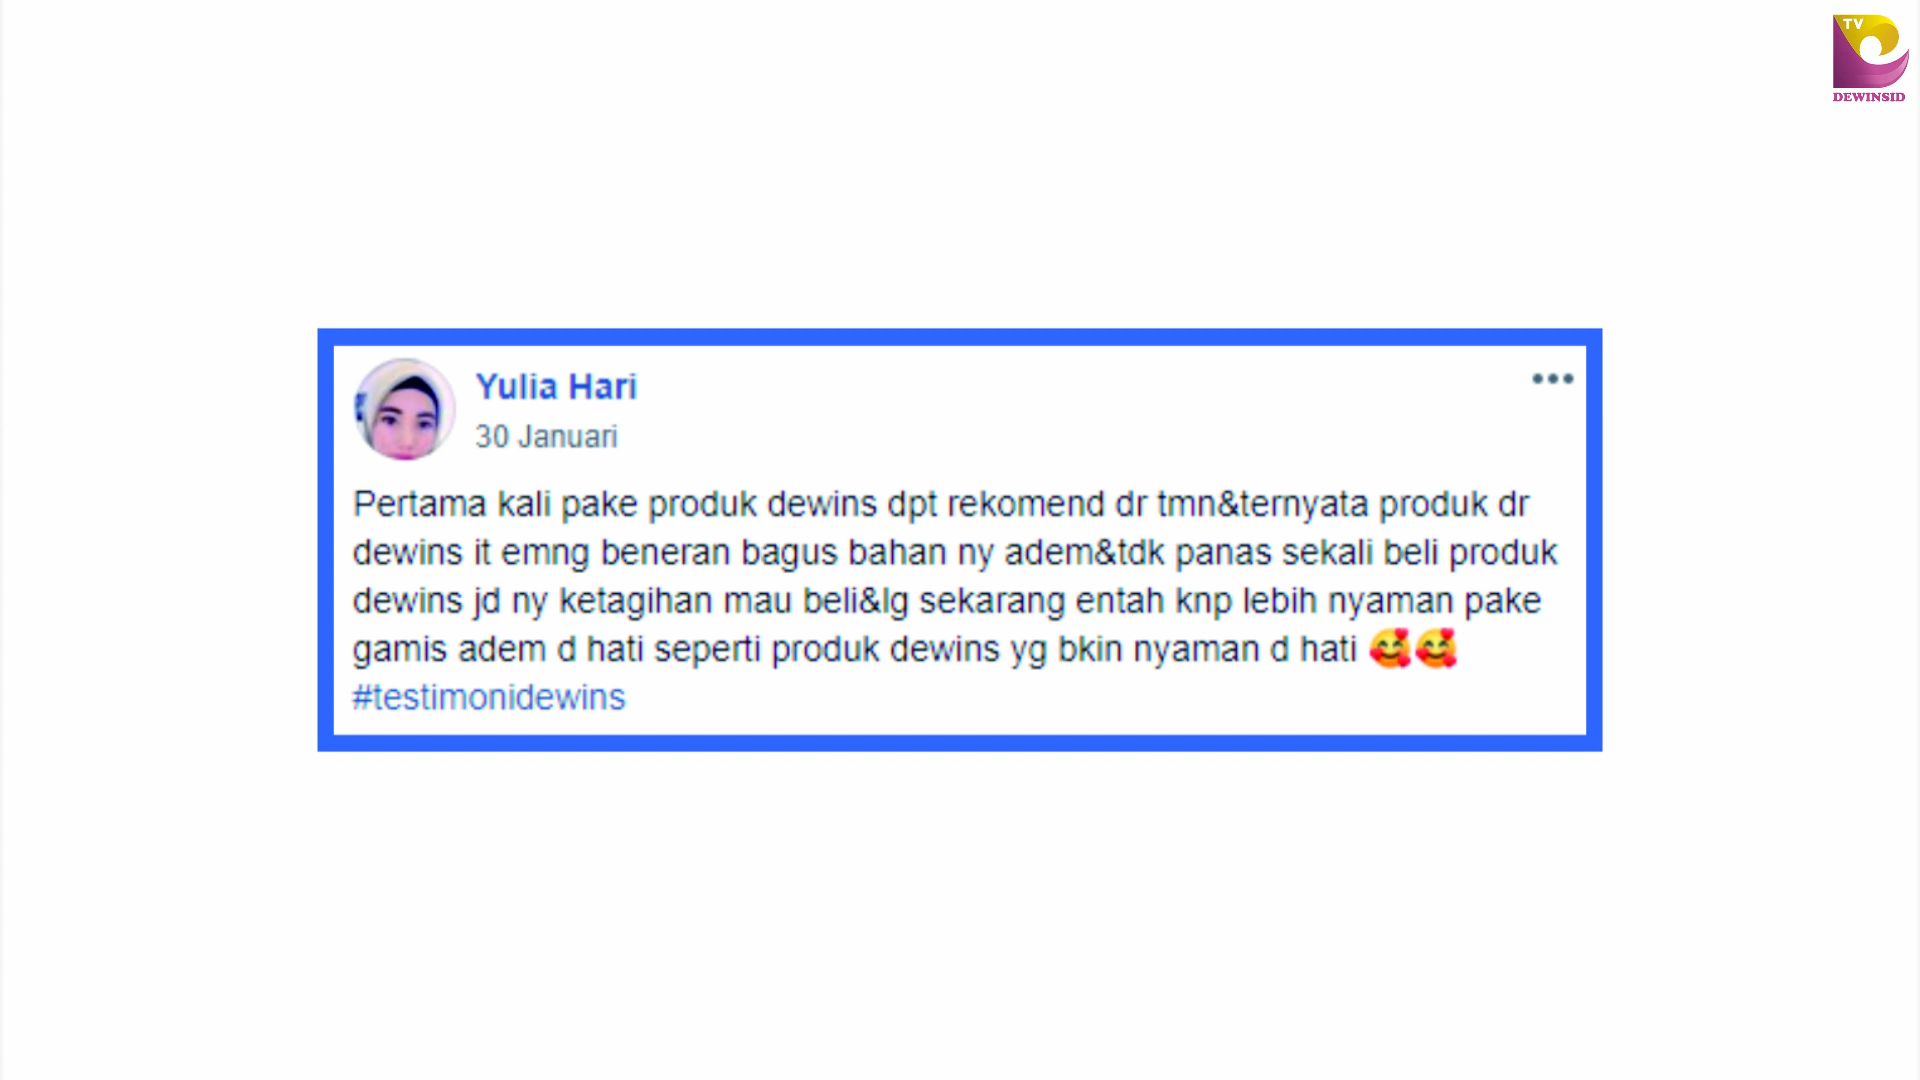 TV
DEWINSID
Yulia Hari
30 Januari
Pertama kali pake produk dewins dpt rekomend dr tmn&ternyata produk dr
dewins it emng beneran bagus bahan ny adem&tdk panas sekali beli produk
dewins jd ny ketagihan mau beli&lg sekarang entah knp lebih nyaman pake
gamis adem d hati seperti produk dewins yg bkin nyaman d hati 🥰🥰
#testimonidewins